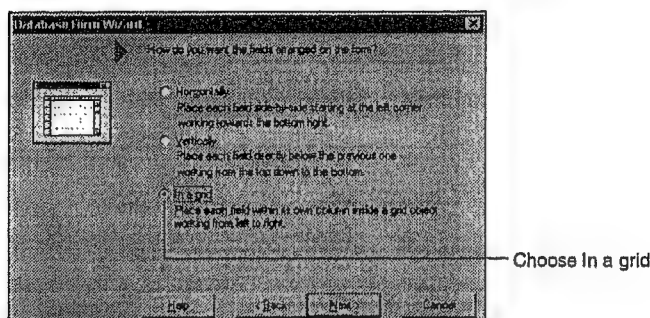 Database Form Wizard
How do you want the fields arranged on the form?
Horizontally
Place each field side-by-side starting at the left corner
working towards the bottom right.
Vertically
Place each field directly below the previous one
working from the top down to the bottom.
In a grid
Place each field within its own column inside a grid object
working from left to right.
Choose In a grid
Help
< Back
Next >
Cancel